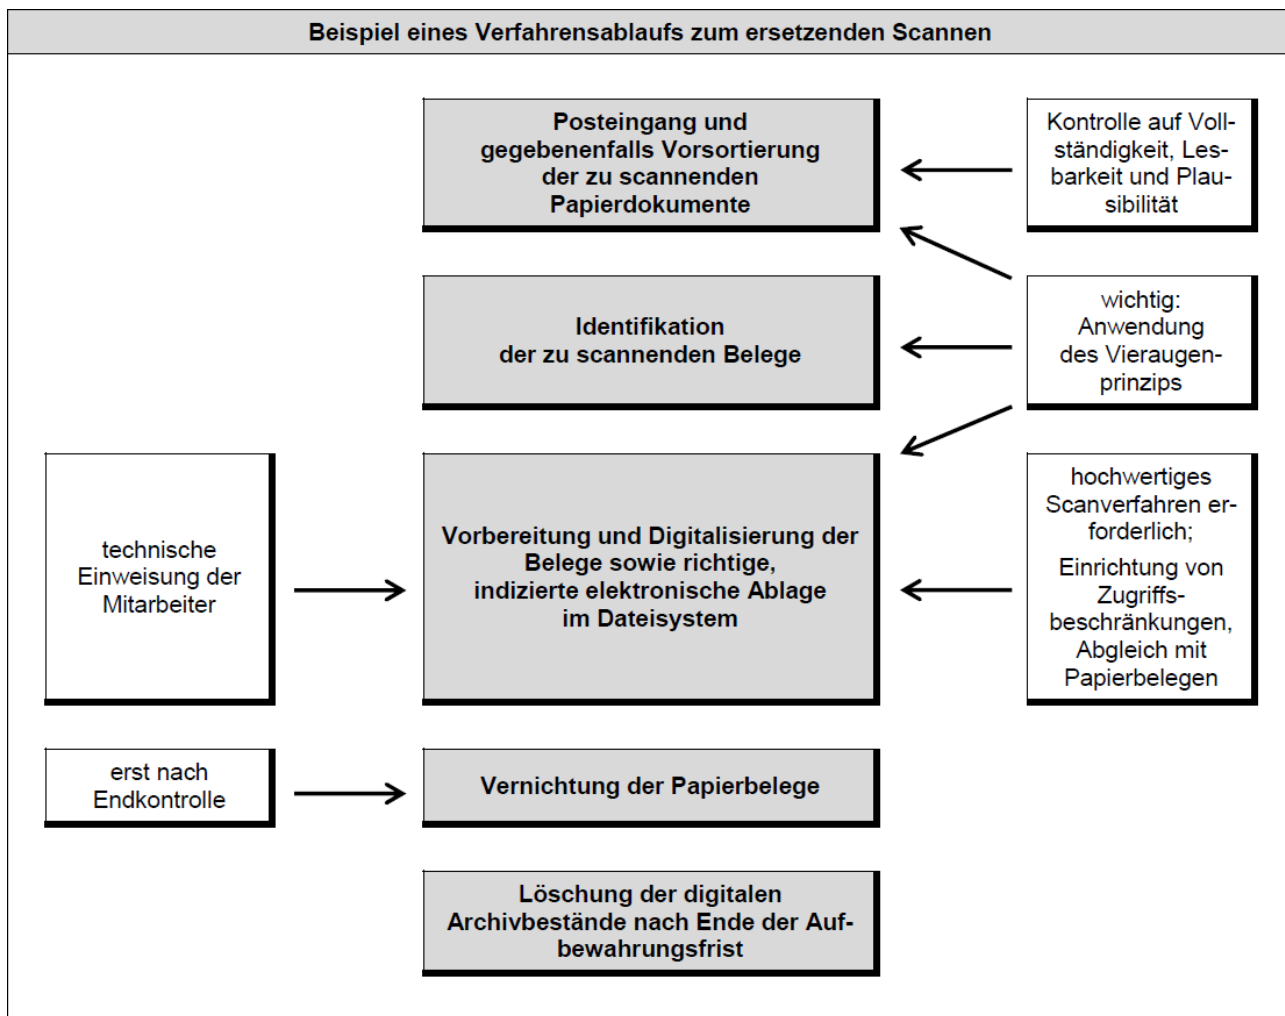 Beispiel eines Verfahrensablaufs zum ersetzenden Scannen
Posteingang und
gegebenenfalls Vorsortierung
der zu scannenden
Papierdokumente
Kontrolle auf Voll-
ständigkeit, Les-
barkeit und Plau-
sibilität
Identifikation
der zu scannenden Belege
wichtig:
Anwendung
des Vieraugen-
prinzips
technische
Einweisung der
Mitarbeiter
Vorbereitung und Digitalisierung der
Belege sowie richtige,
indizierte elektronische Ablage
im Dateisystem
hochwertiges
Scanverfahren er-
forderlich;
Einrichtung von
Zugriffs-
beschränkungen,
Abgleich mit
Papierbelegen
erst nach
Endkontrolle
Vernichtung der Papierbelege
Löschung der digitalen
Archivbestände nach Ende der Auf-
bewahrungsfrist